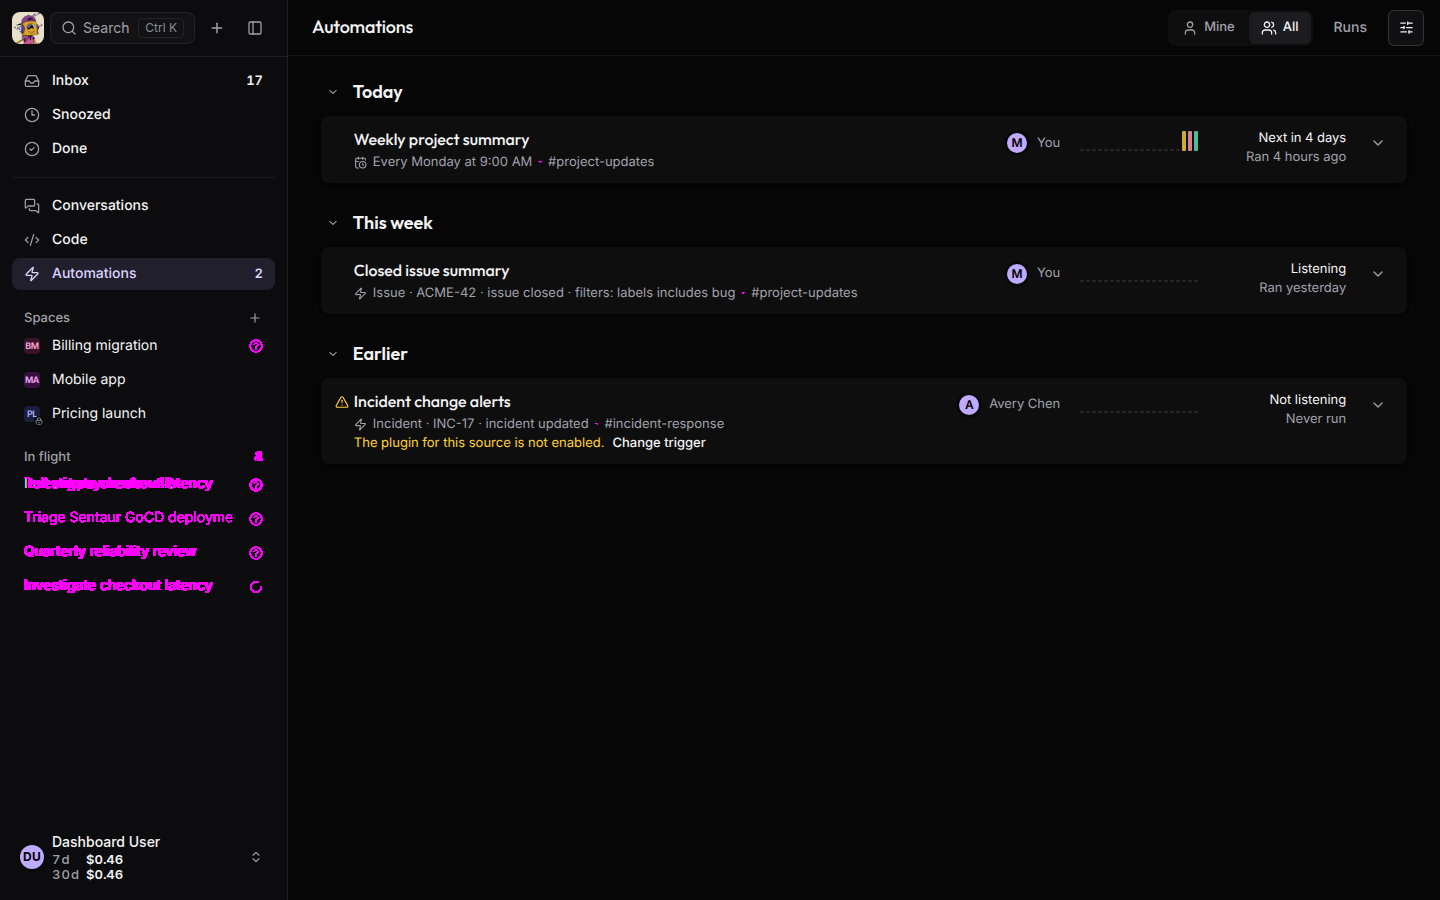 Search Ctrl K
Inbox 17
Snoozed
Done
Conversations
Code
Automations 2
Spaces
BM Billing migration
MA Mobile app
PL Pricing launch
In flight
latency
Triage Sentaur GoCD deployme
Quarterly reliability review
Investigate checkout latency
DU Dashboard User
7d $0.46
30d $0.46
Automations
Mine All Runs
Today
Weekly project summary
Every Monday at 9:00 AM · #project-updates
M You
Next in 4 days
Ran 4 hours ago
This week
Closed issue summary
Issue · ACME-42 · issue closed · filters: labels includes bug · #project-updates
M You
Listening
Ran yesterday
Earlier
Incident change alerts
Incident · INC-17 · incident updated · #incident-response
The plugin for this source is not enabled. Change trigger
A Avery Chen
Not listening
Never run